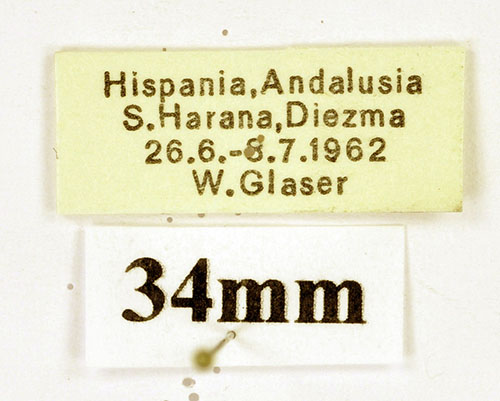 Hispania,Andalusia
S.Harana,Diezma
26.6.-8.7.1962
W.Glaser
34mm